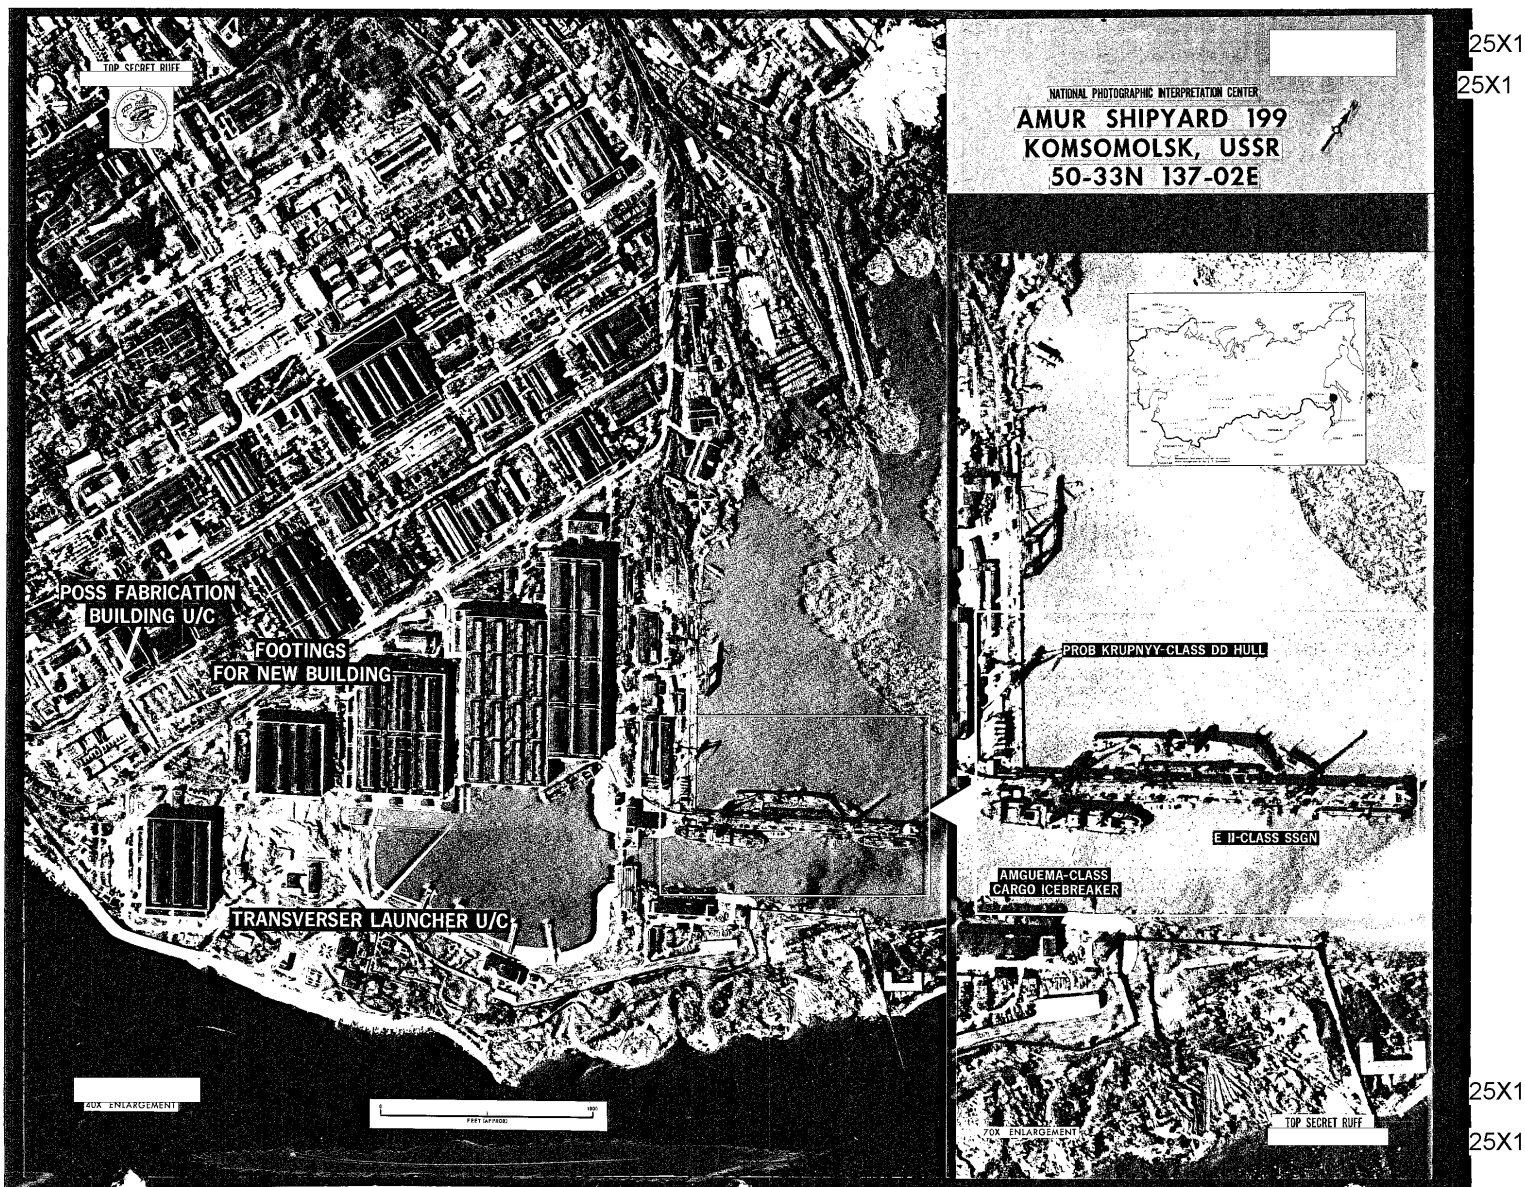 TOP SECRET RUFF
25X1
25X1
NATIONAL PHOTOGRAPHIC INTERPRETATION CENTER
AMUR SHIPYARD 199
KOMSOMOLSK, USSR
50-33N 137-02E
POSS FABRICATION
BUILDING U/C
FOOTINGS
FOR NEW BUILDING
TRANSVERSER LAUNCHER U/C
PROB KRUPNYY-CLASS DD HULL
E II-CLASS SSGN
AMGUEMA-CLASS
CARGO ICEBREAKER
40X ENLARGEMENT
0 1000
FEET (APPROX)
70X ENLARGEMENT
TOP SECRET RUFF
25X1
25X1